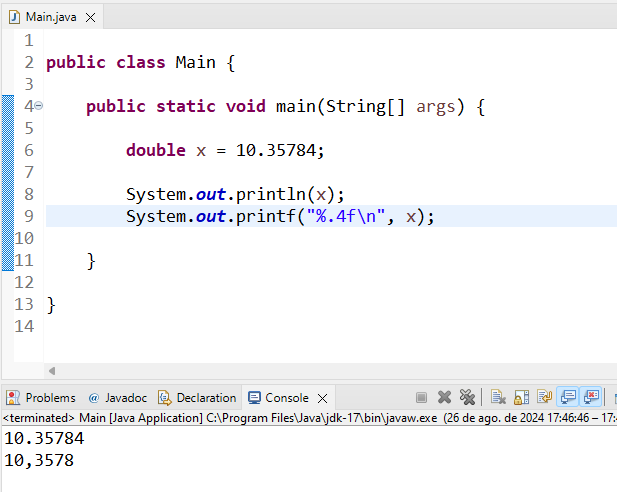 Main.java
1
2 public class Main {
3
4 public static void main(String[] args) {
5
6 double x = 10.35784;
7
8 System.out.println(x);
9 System.out.printf("%.4f\n", x);
10
11 }
12
13 }
14
Problems @ Javadoc Declaration Console
<terminated> Main [Java Application] C:\Program Files\Java\jdk-17\bin\javaw.exe (26 de ago. de 2024 17:46:46 – 17:
10.35784
10,3578